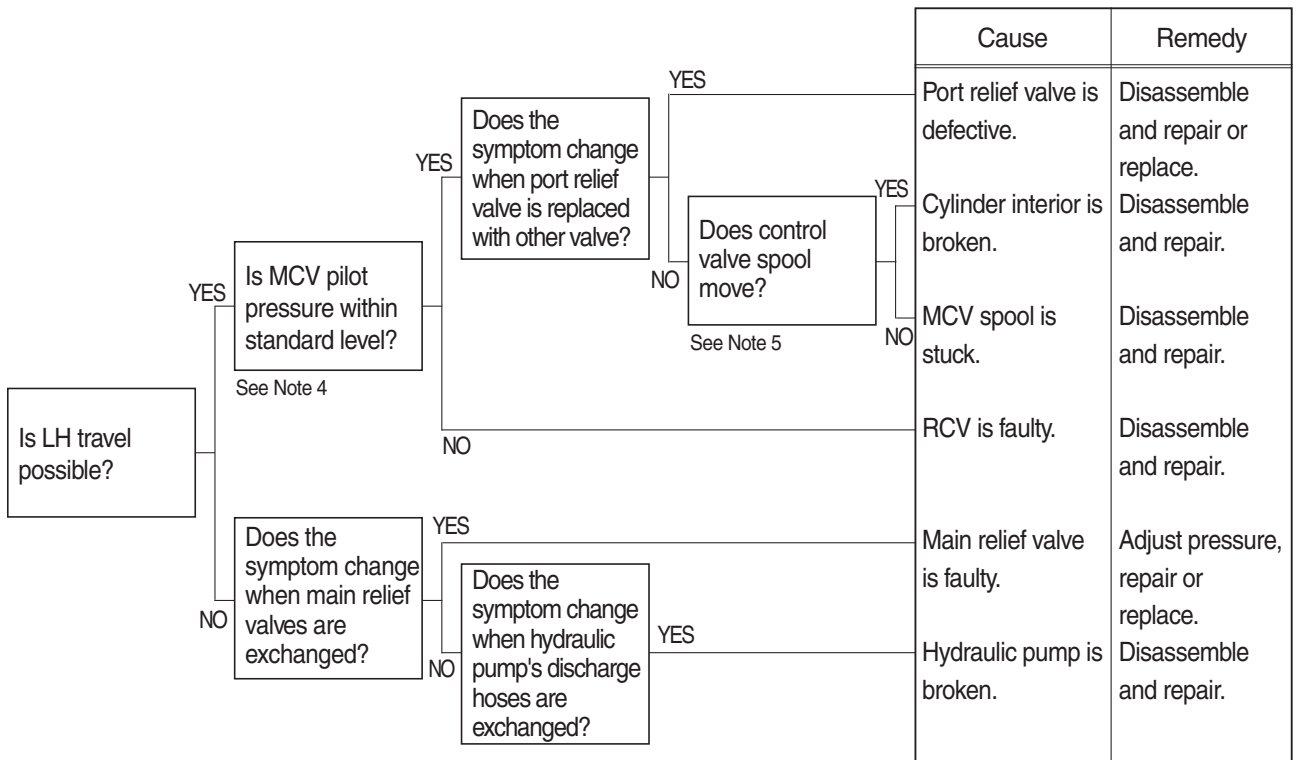 Cause
Remedy
YES
Port relief valve is
defective.
Disassemble
and repair or
replace.
Does the
symptom change
when port relief
valve is replaced
with other valve?
YES
YES
Cylinder interior is
broken.
Disassemble
and repair.
Does control
valve spool
move?
NO
See Note 5
NO
MCV spool is
stuck.
Disassemble
and repair.
Is MCV pilot
pressure within
standard level?
YES
See Note 4
NO
RCV is faulty.
Disassemble
and repair.
Is LH travel
possible?
NO
Does the
symptom change
when main relief
valves are
exchanged?
YES
Main relief valve
is faulty.
Adjust pressure,
repair or
replace.
NO
Does the
symptom change
when hydraulic
pump's discharge
hoses are
exchanged?
YES
Hydraulic pump is
broken.
Disassemble
and repair.